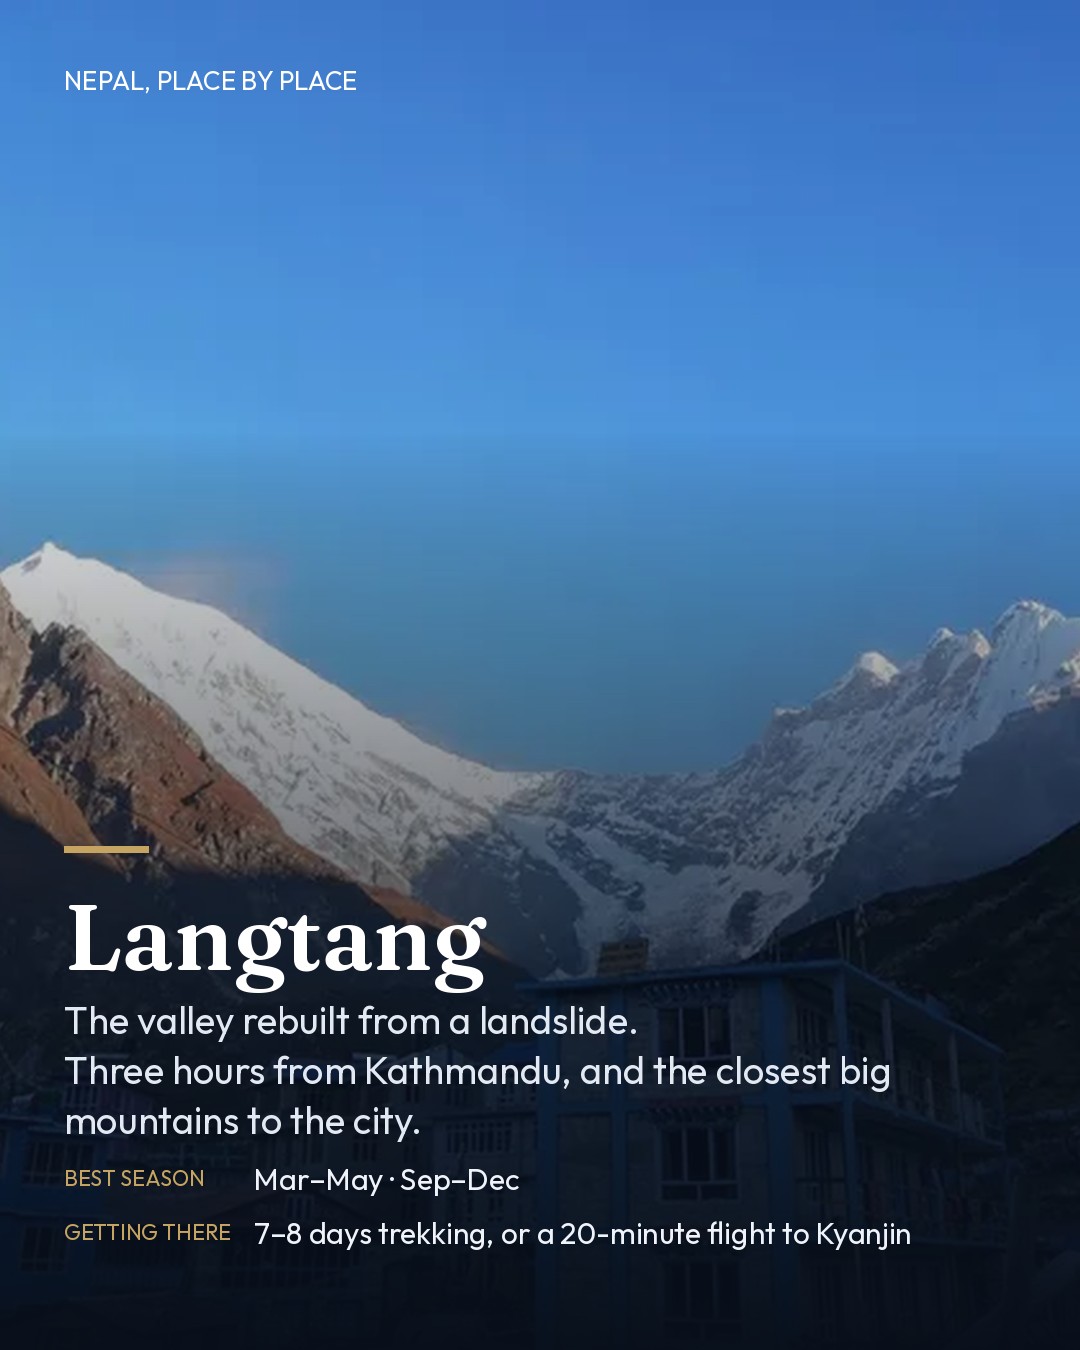 NEPAL, PLACE BY PLACE
Langtang
The valley rebuilt from a landslide.
Three hours from Kathmandu, and the closest big
mountains to the city.
BEST SEASON Mar–May · Sep–Dec
GETTING THERE 7–8 days trekking, or a 20-minute flight to Kyanjin